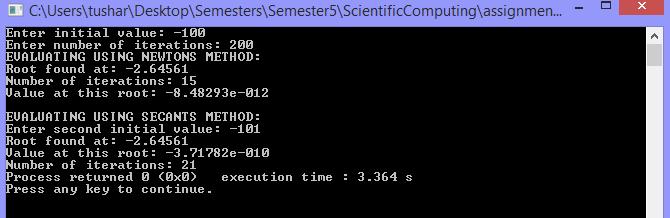 C:\Users\tushar\Desktop\Semesters\Semester5\ScientificComputing\assignmen...
Enter initial value: -100
Enter number of iterations: 200
EVALUATING USING NEWTONS METHOD:
Root found at: -2.64561
Number of iterations: 15
Value at this root: -8.48293e-012
EVALUATING USING SECANTS METHOD:
Enter second initial value: -101
Root found at: -2.64561
Value at this root: -3.71782e-010
Number of iterations: 21
Process returned 0 (0x0)   execution time : 3.364 s
Press any key to continue.